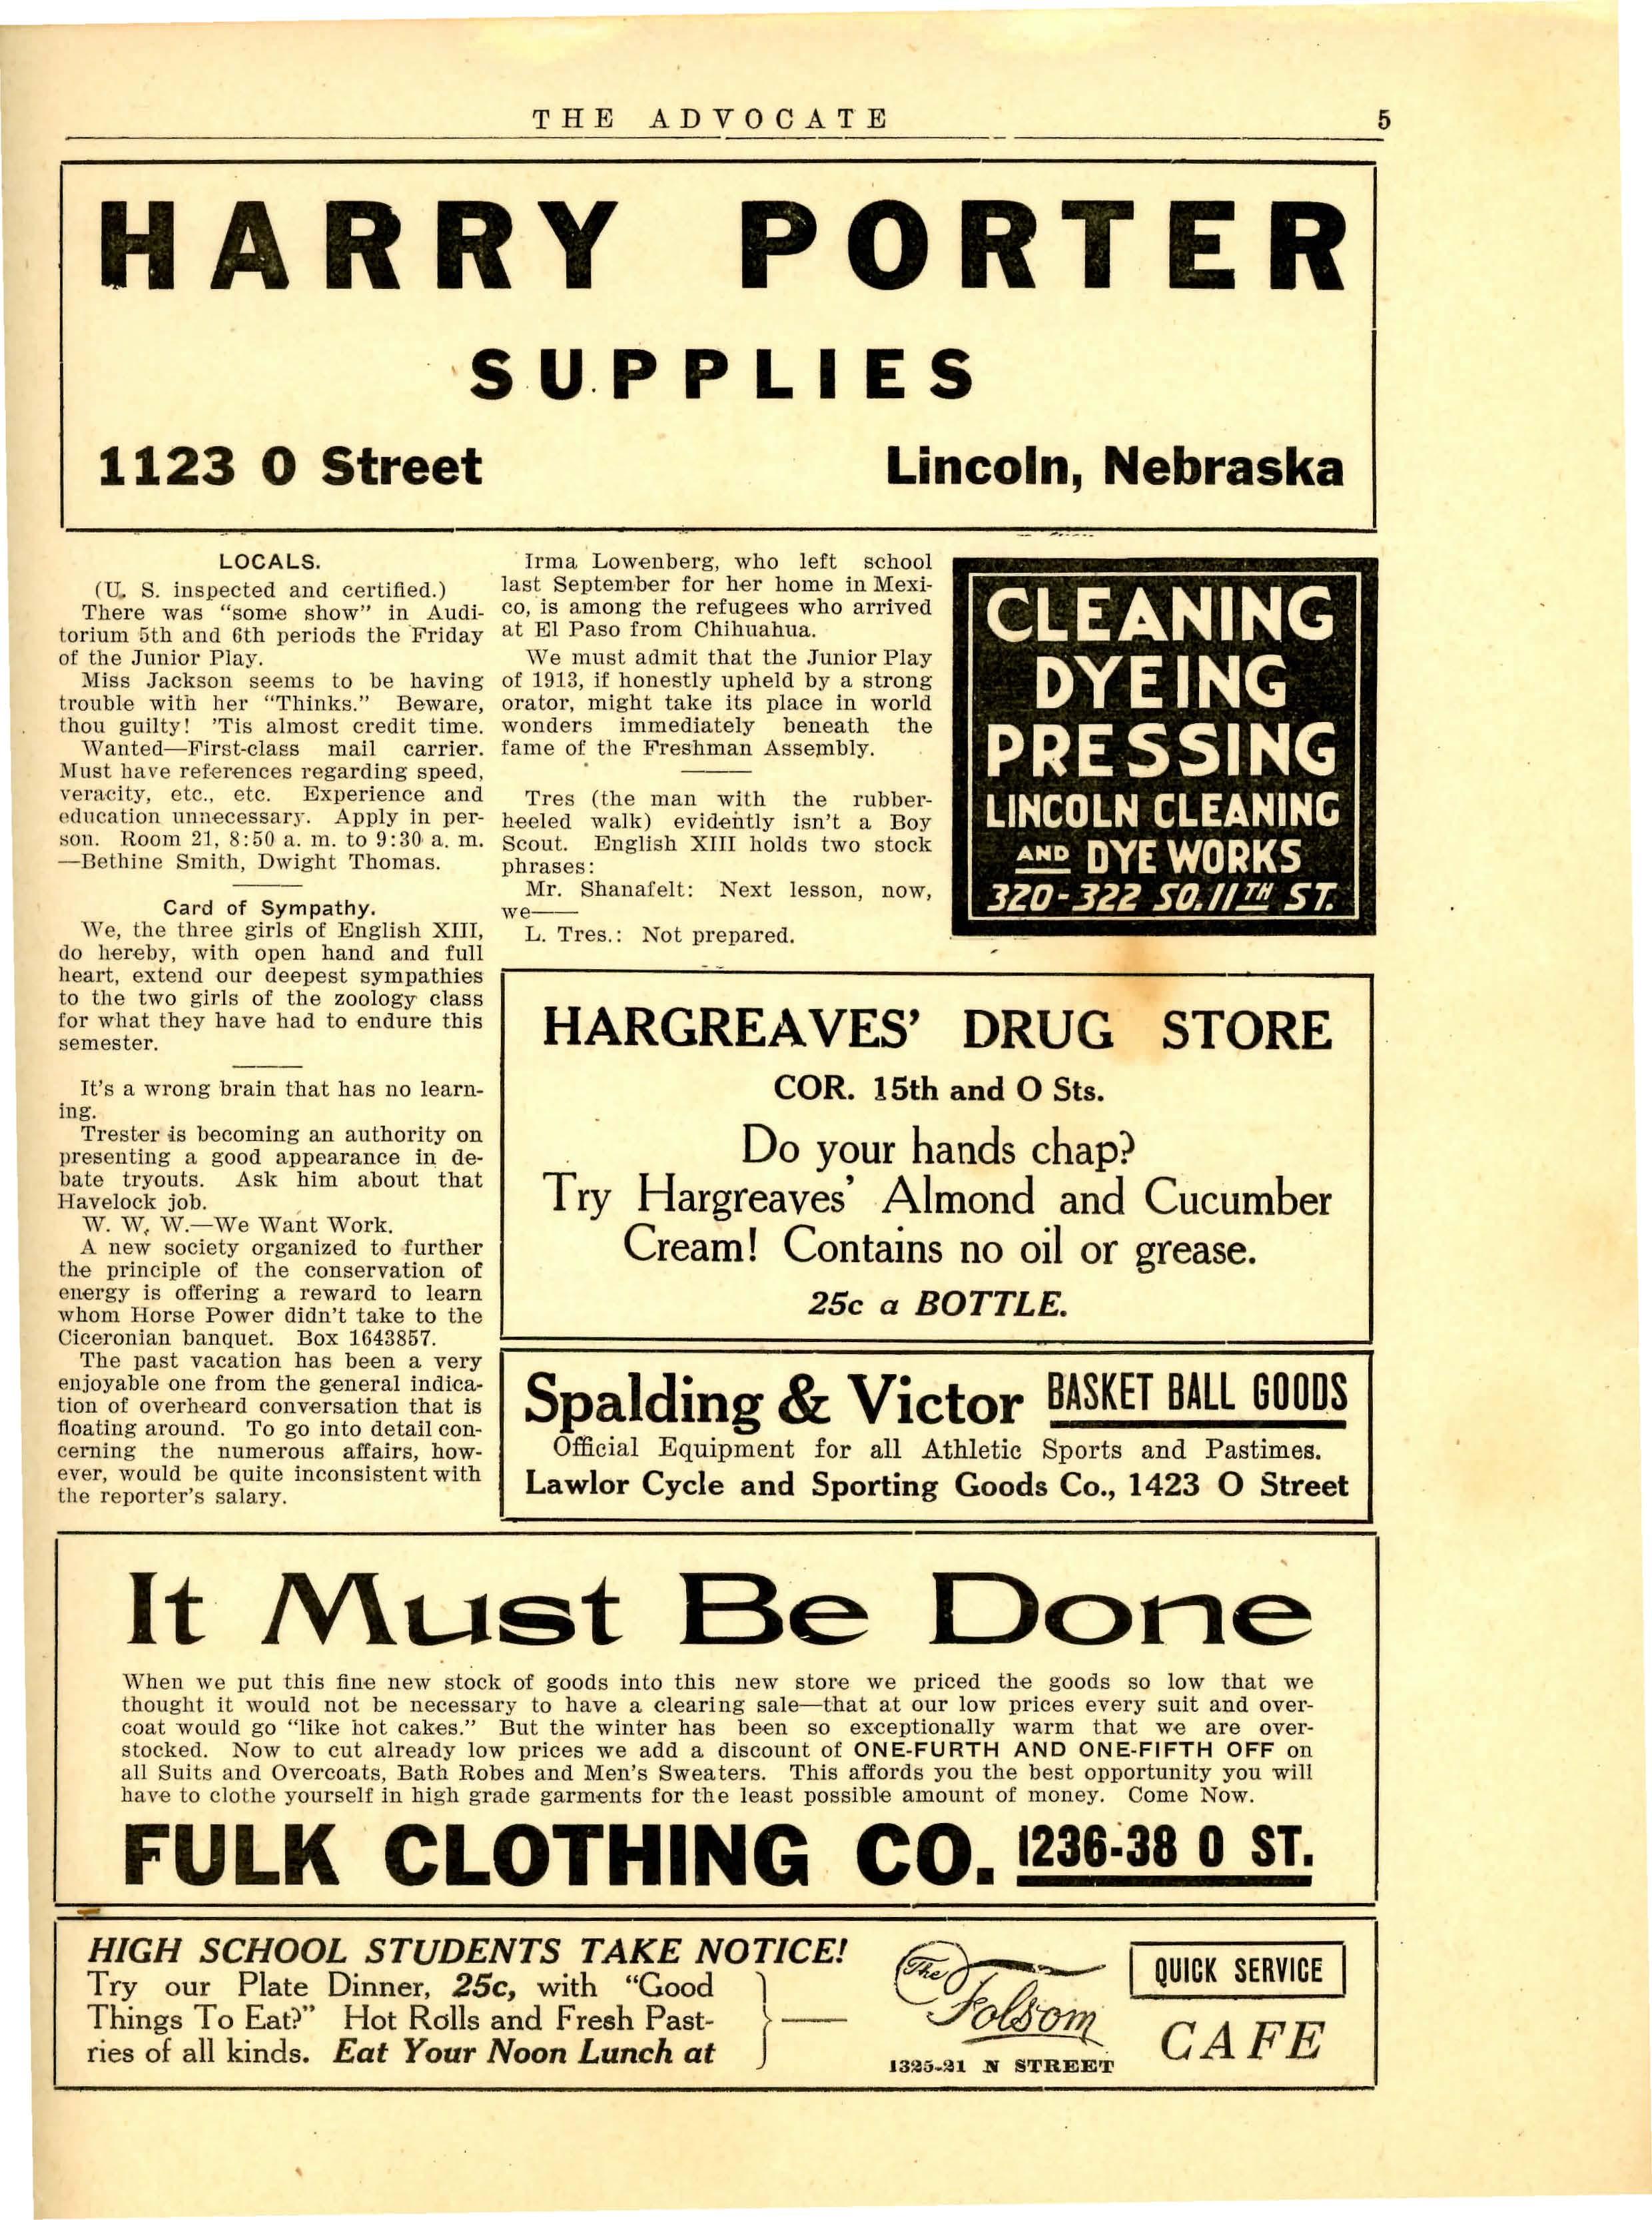 THE ADVOCATE 5
HARRY PORTER
SUPPLIES
1123 O Street Lincoln, Nebraska
LOCALS.
(U. S. inspected and certified.)
There was "some show" in Audi-
torium 5th and 6th periods the Friday
of the Junior Play.
Miss Jackson seems to be having
trouble with her "Thinks." Beware,
thou guilty! 'Tis almost credit time.
Wanted—First-class mail carrier.
Must have references regarding speed,
veracity, etc., etc. Experience and
education unnecessary. Apply in per-
son. Room 21, 8:50 a. m. to 9:30 a. m.
—Bethine Smith, Dwight Thomas.
Card of Sympathy.
We, the three girls of English XIII,
do hereby, with open hand and full
heart, extend our deepest sympathies
to the two girls of the zoology class
for what they have had to endure this
semester.
It's a wrong brain that has no learn-
ing.
Trester is becoming an authority on
presenting a good appearance in de-
bate tryouts. Ask him about that
Havelock job.
W. W. W.—We Want Work.
A new society organized to further
the principle of the conservation of
energy is offering a reward to learn
whom Horse Power didn't take to the
Ciceronian banquet. Box 1643857.
The past vacation has been a very
enjoyable one from the general indica-
tion of overheard conversation that is
floating around. To go into detail con-
cerning the numerous affairs, how-
ever, would be quite inconsistent with
the reporter's salary.
Irma Lowenberg, who left school
last September for her home in Mexi-
co, is among the refugees who arrived
at El Paso from Chihuahua.
We must admit that the Junior Play
of 1913, if honestly upheld by a strong
orator, might take its place in world
wonders immediately beneath the
fame of the Freshman Assembly.
Tres (the man with the rubber-
heeled walk) evidently isn't a Boy
Scout. English XIII holds two stock
phrases:
Mr. Shanafelt: Next lesson, now,
we——
L. Tres.: Not prepared.
CLEANING
DYEING
PRESSING
LINCOLN CLEANING
AND DYE WORKS
320-322 SO. 11TH ST.
HARGREAVES' DRUG STORE
COR. 15th and O Sts.
Do your hands chap?
Try Hargreaves' Almond and Cucumber
Cream! Contains no oil or grease.
25c a BOTTLE.
Spalding & Victor BASKET BALL GOODS
Official Equipment for all Athletic Sports and Pastimes.
Lawlor Cycle and Sporting Goods Co., 1423 O Street
It Must Be Done
When we put this fine new stock of goods into this new store we priced the goods so low that we
thought it would not be necessary to have a clearing sale—that at our low prices every suit and over-
coat would go "like hot cakes." But the winter has been so exceptionally warm that we are over-
stocked. Now to cut already low prices we add a discount of ONE-FURTH AND ONE-FIFTH OFF on
all Suits and Overcoats, Bath Robes and Men's Sweaters. This affords you the best opportunity you will
have to clothe yourself in high grade garments for the least possible amount of money. Come Now.
FULK CLOTHING CO. 1236-38 O ST.
HIGH SCHOOL STUDENTS TAKE NOTICE!
Try our Plate Dinner, 25c, with "Good
Things To Eat?" Hot Rolls and Fresh Past-
ries of all kinds. Eat Your Noon Lunch at
The Folsom
1325-31 N STREET
QUICK SERVICE
CAFE